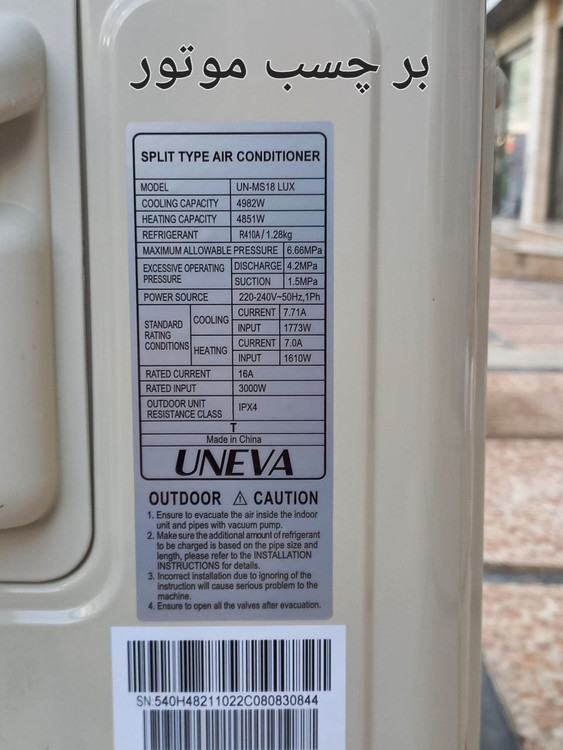 بر چسب موتور
SPLIT TYPE AIR CONDITIONER
MODEL UN-MS18 LUX
COOLING CAPACITY 4982W
HEATING CAPACITY 4851W
REFRIGERANT R410A / 1.28kg
MAXIMUM ALLOWABLE PRESSURE 6.66MPa
EXCESSIVE OPERATING PRESSURE DISCHARGE 4.2MPa
SUCTION 1.5MPa
POWER SOURCE 220-240V~50Hz,1Ph
STANDARD RATING CONDITIONS COOLING CURRENT 7.71A
INPUT 1773W
HEATING CURRENT 7.0A
INPUT 1610W
RATED CURRENT 16A
RATED INPUT 3000W
OUTDOOR UNIT RESISTANCE CLASS IPX4
T
Made in China
UNEVA
OUTDOOR ⚠ CAUTION
1. Ensure to evacuate the air inside the indoor
unit and pipes with vacuum pump.
2. Make sure the additional amount of refrigerant
to be charged is based on the pipe size and
length, please refer to the INSTALLATION
INSTRUCTIONS for details.
3. Incorrect installation due to ignoring of the
instruction will cause serious problem to the
machine.
4. Ensure to open all the valves after evacuation.
SN:540H48211022C080830844